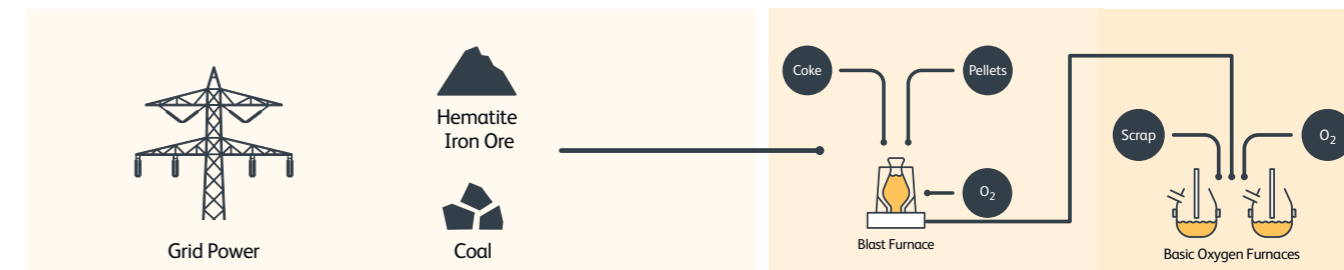 Grid Power
Hematite
Iron Ore
Coal
Coke
Pellets
O₂
Blast Furnace
Scrap
O₂
Basic Oxygen Furnaces